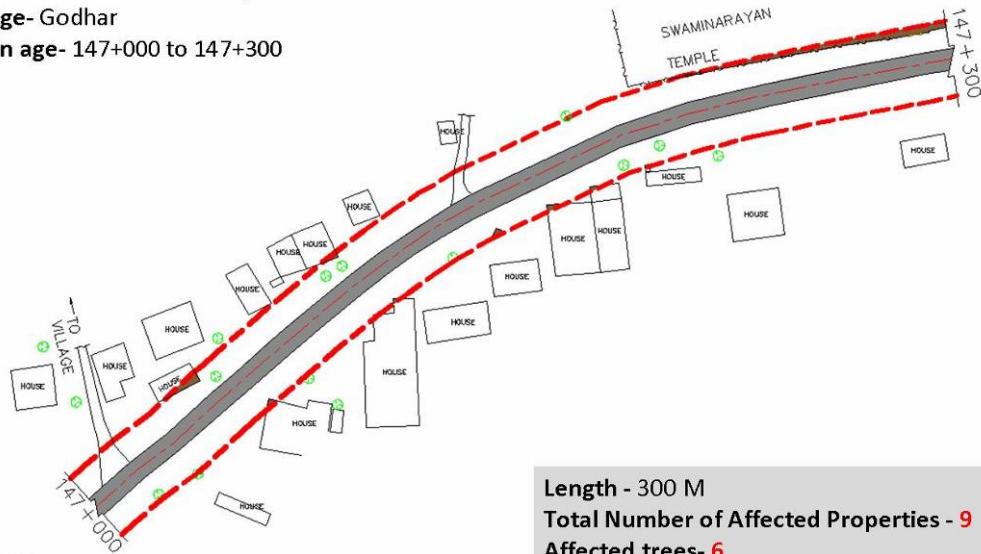 ge- Godhar
n age- 147+000 to 147+300
SWAMINARAYAN
TEMPLE
147+300
HOUSE
HOUSE
HOUSE
HOUSE
HOUSE
HOUSE
HOUSE
HOUSE
HOUSE
HOUSE
HOUSE
HOUSE
HOUSE
TO
VILLAGE
HOUSE
HOUSE
HOUSE
HOUSE
HOUSE
HOUSE
147+000
Length - 300 M
Total Number of Affected Properties - 9
Affected trees- 6